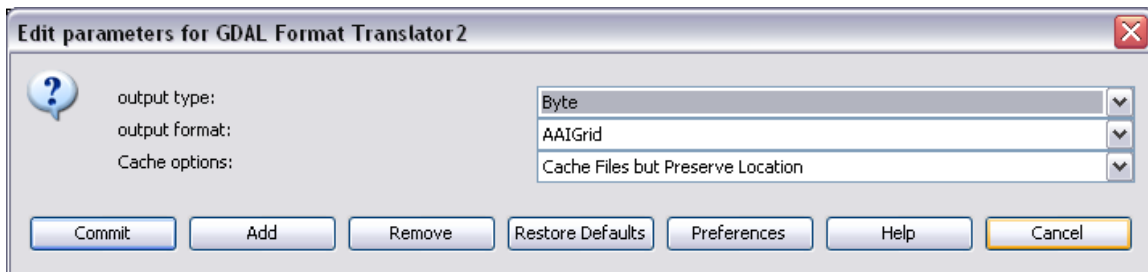 Edit parameters for GDAL Format Translator2
output type: Byte
output format: AAIGrid
Cache options: Cache Files but Preserve Location
Commit Add Remove Restore Defaults Preferences Help Cancel